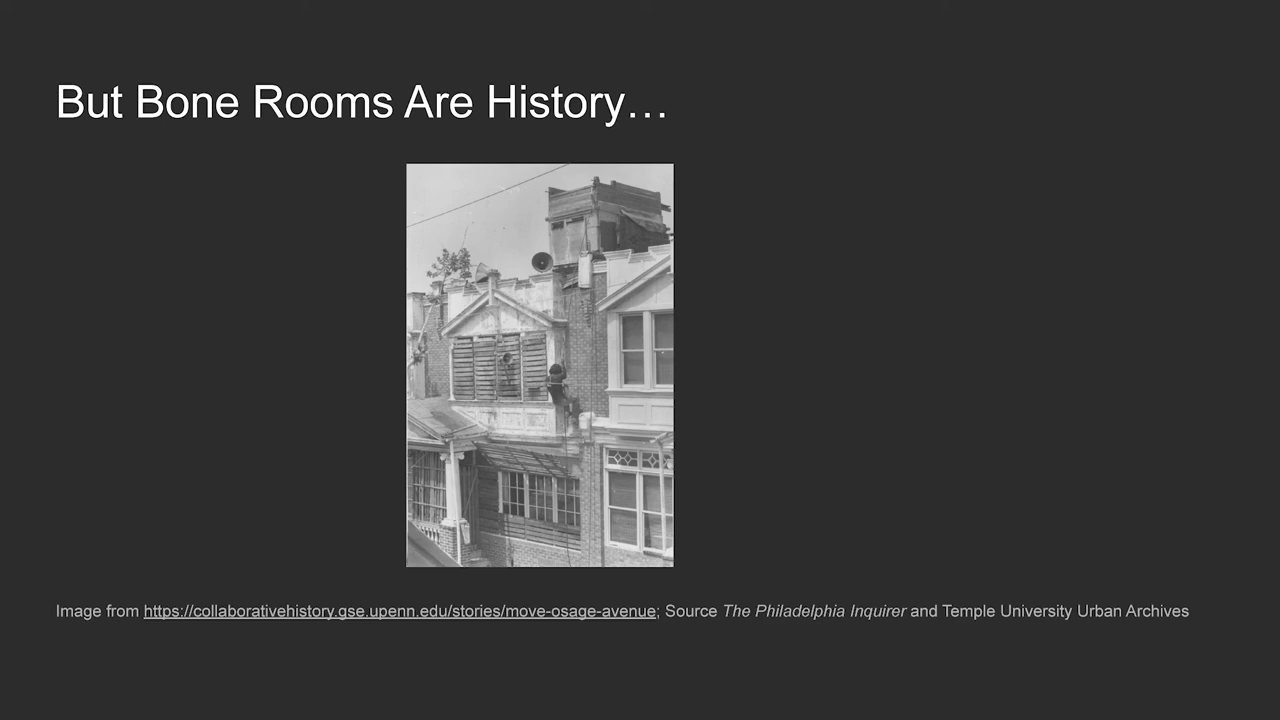 But Bone Rooms Are History…
Image from https://collaborativehistory.gse.upenn.edu/stories/move-osage-avenue; Source The Philadelphia Inquirer and Temple University Urban Archives